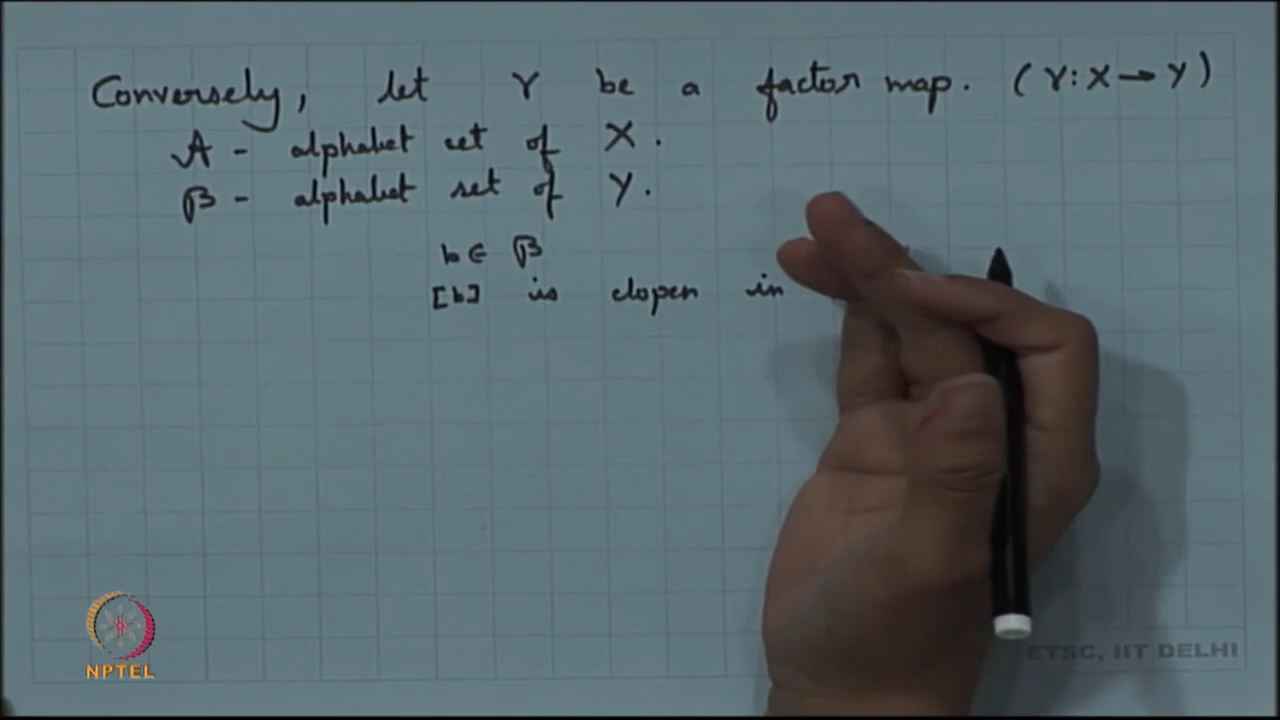 Conversely, let γ be a factor map. (γ: X → Y)
A - alphabet set of X.
B - alphabet set of Y.
b ∈ B
[b] is clopen in
NPTEL
ETSC, IIT DELHI